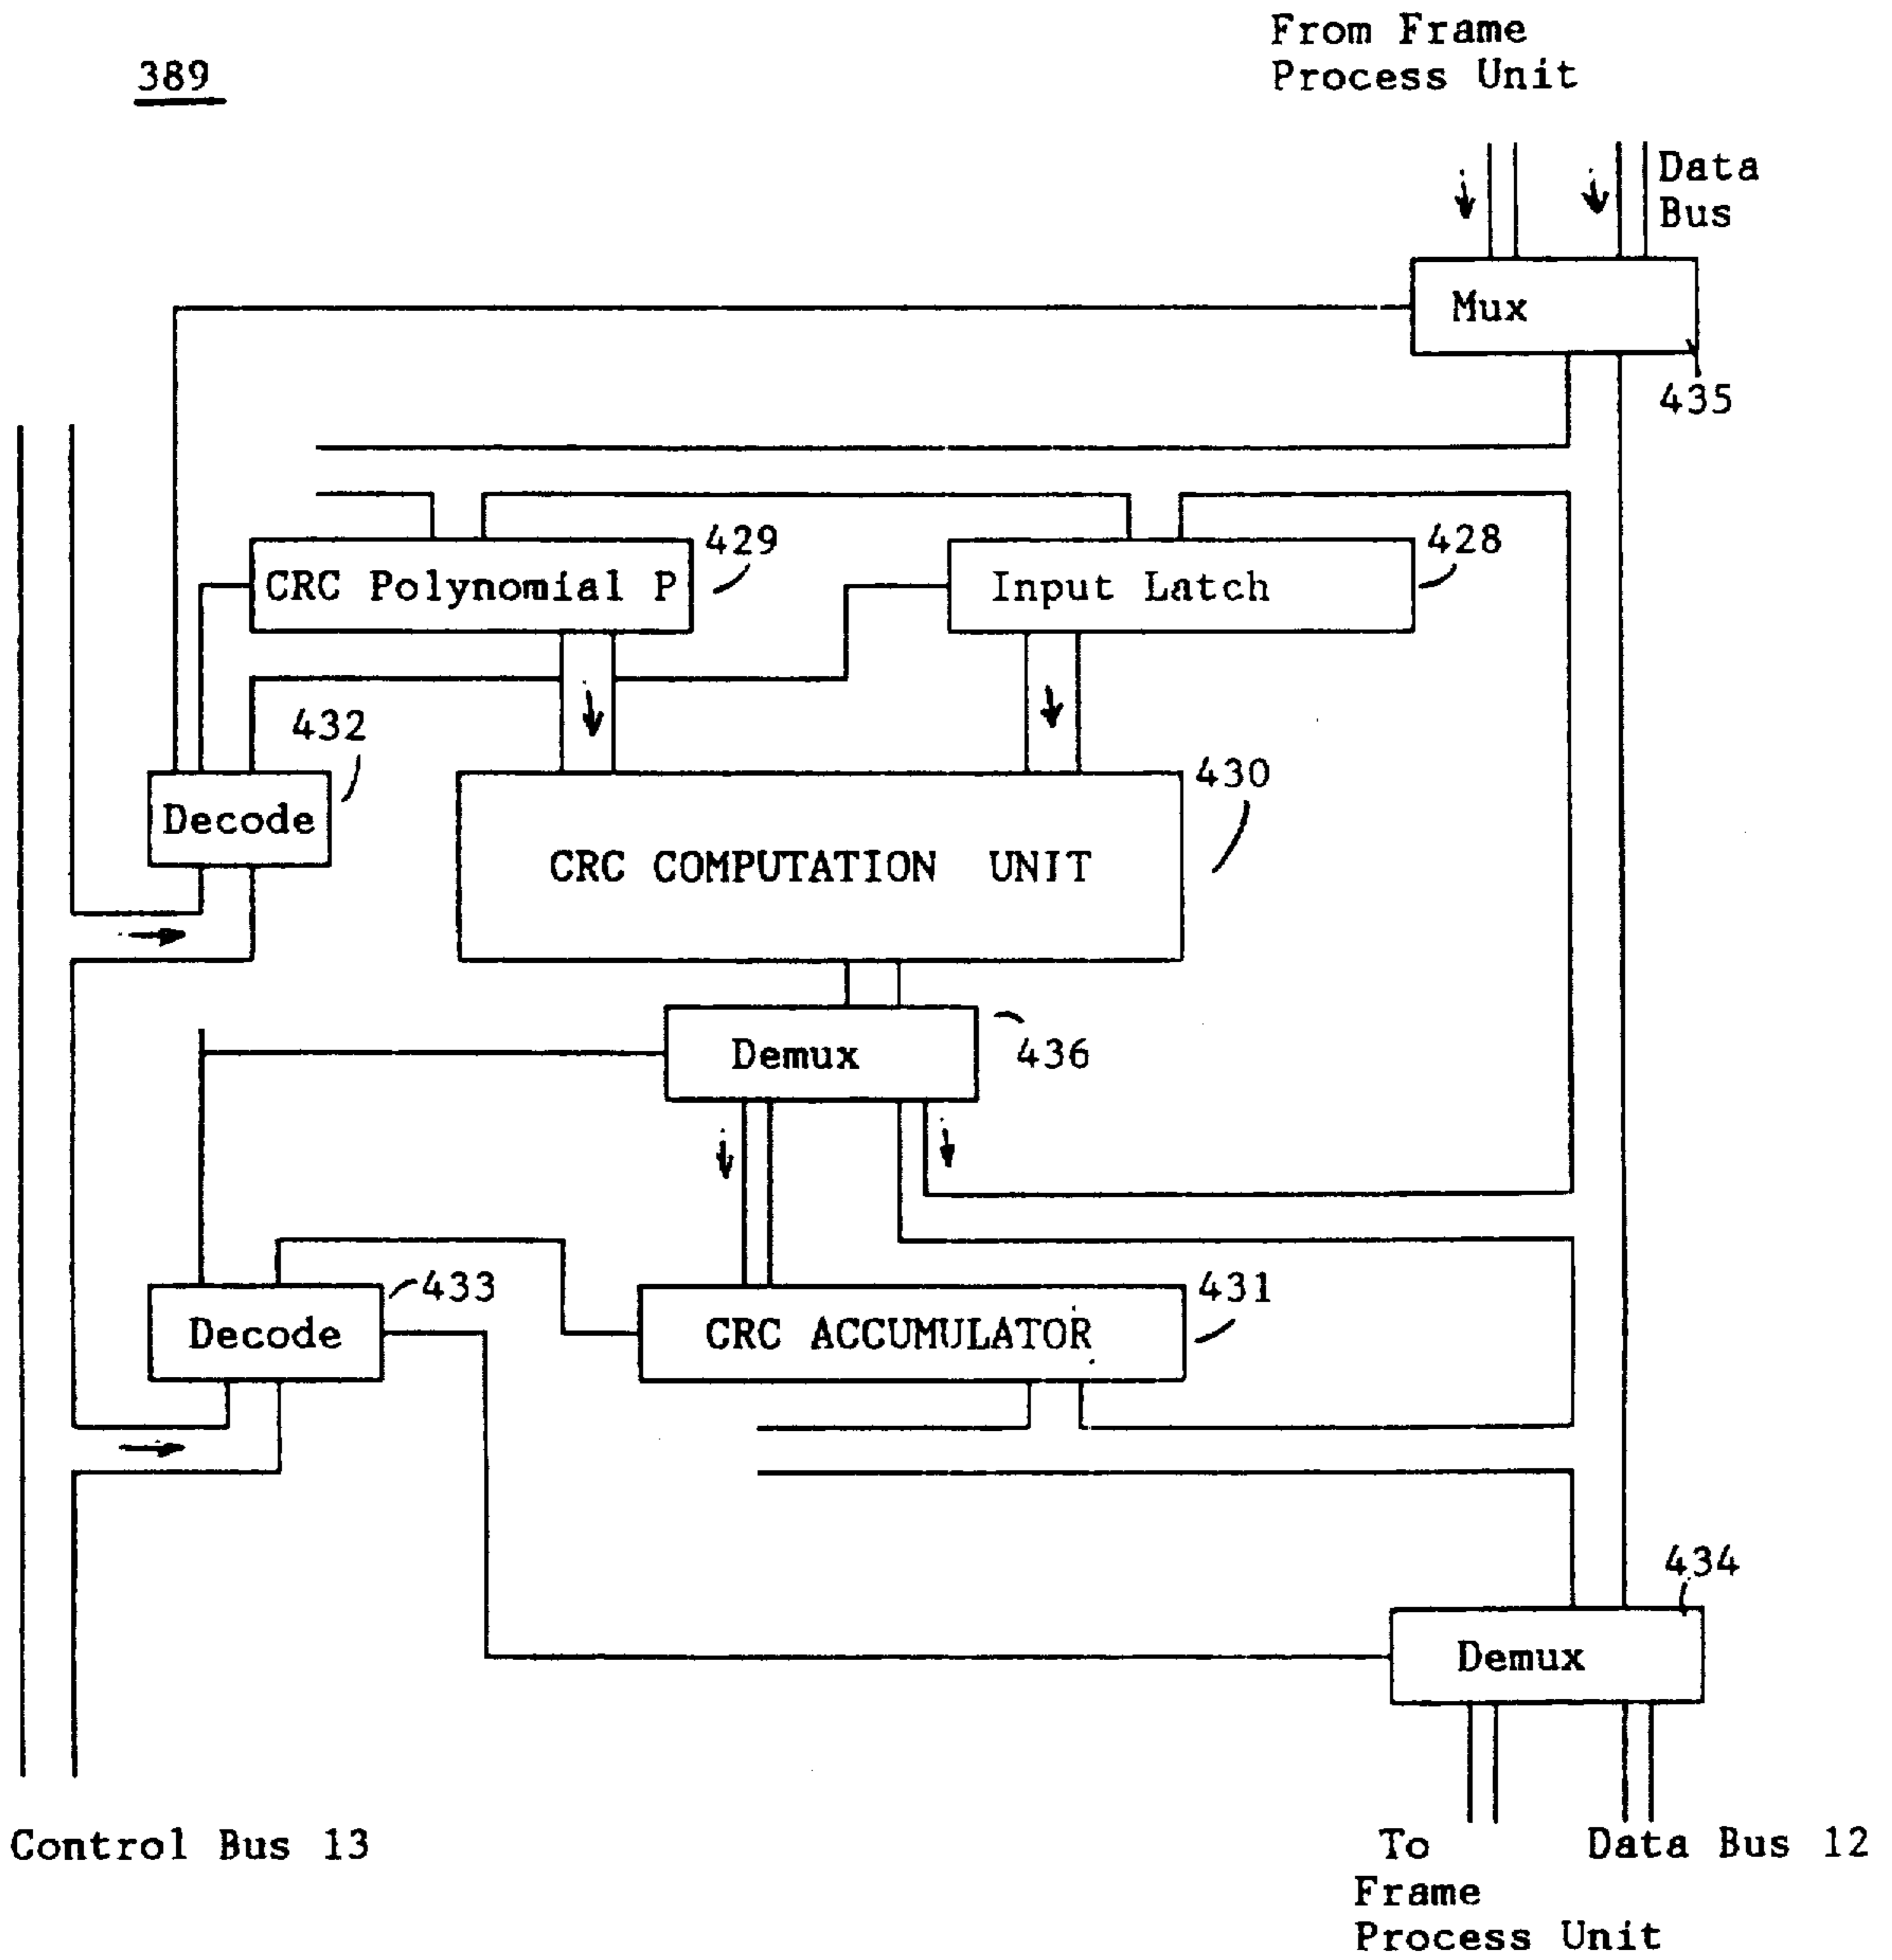 From Frame
Process Unit
389
Data
Bus
Mux
435
429
428
CRC Polynomial P
Input Latch
432
430
Decode
CRC COMPUTATION UNIT
Demux
436
433
431
Decode
CRC ACCUMULATOR
434
Demux
Control Bus 13
To
Frame
Process Unit
Data Bus 12